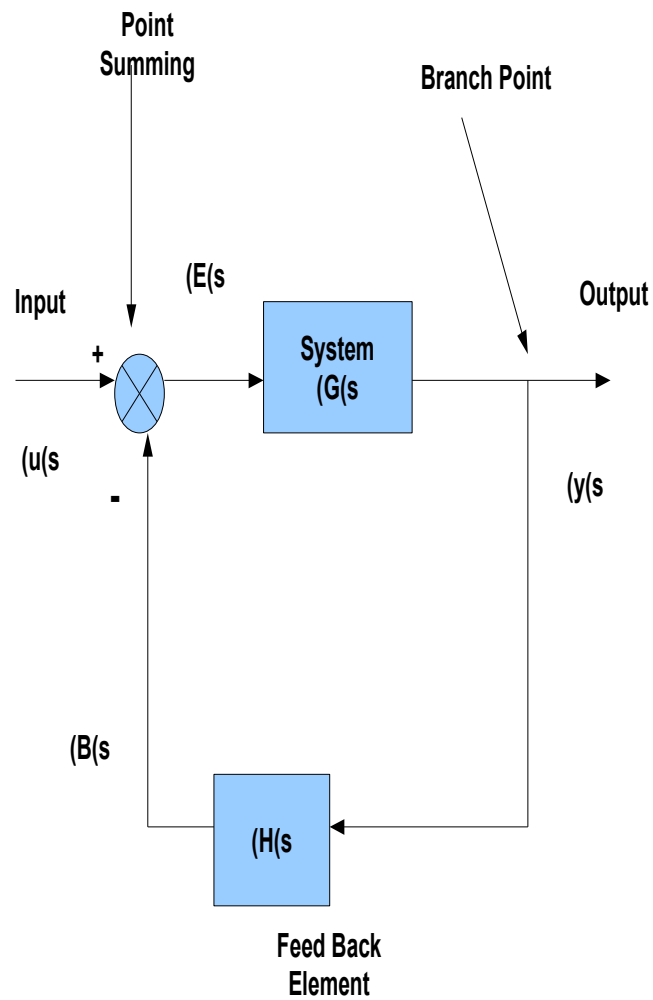 Point
Summing
Branch Point
(E(s
Input
Output
System
(G(s
+
(u(s
-
(y(s
(B(s
(H(s
Feed Back
Element